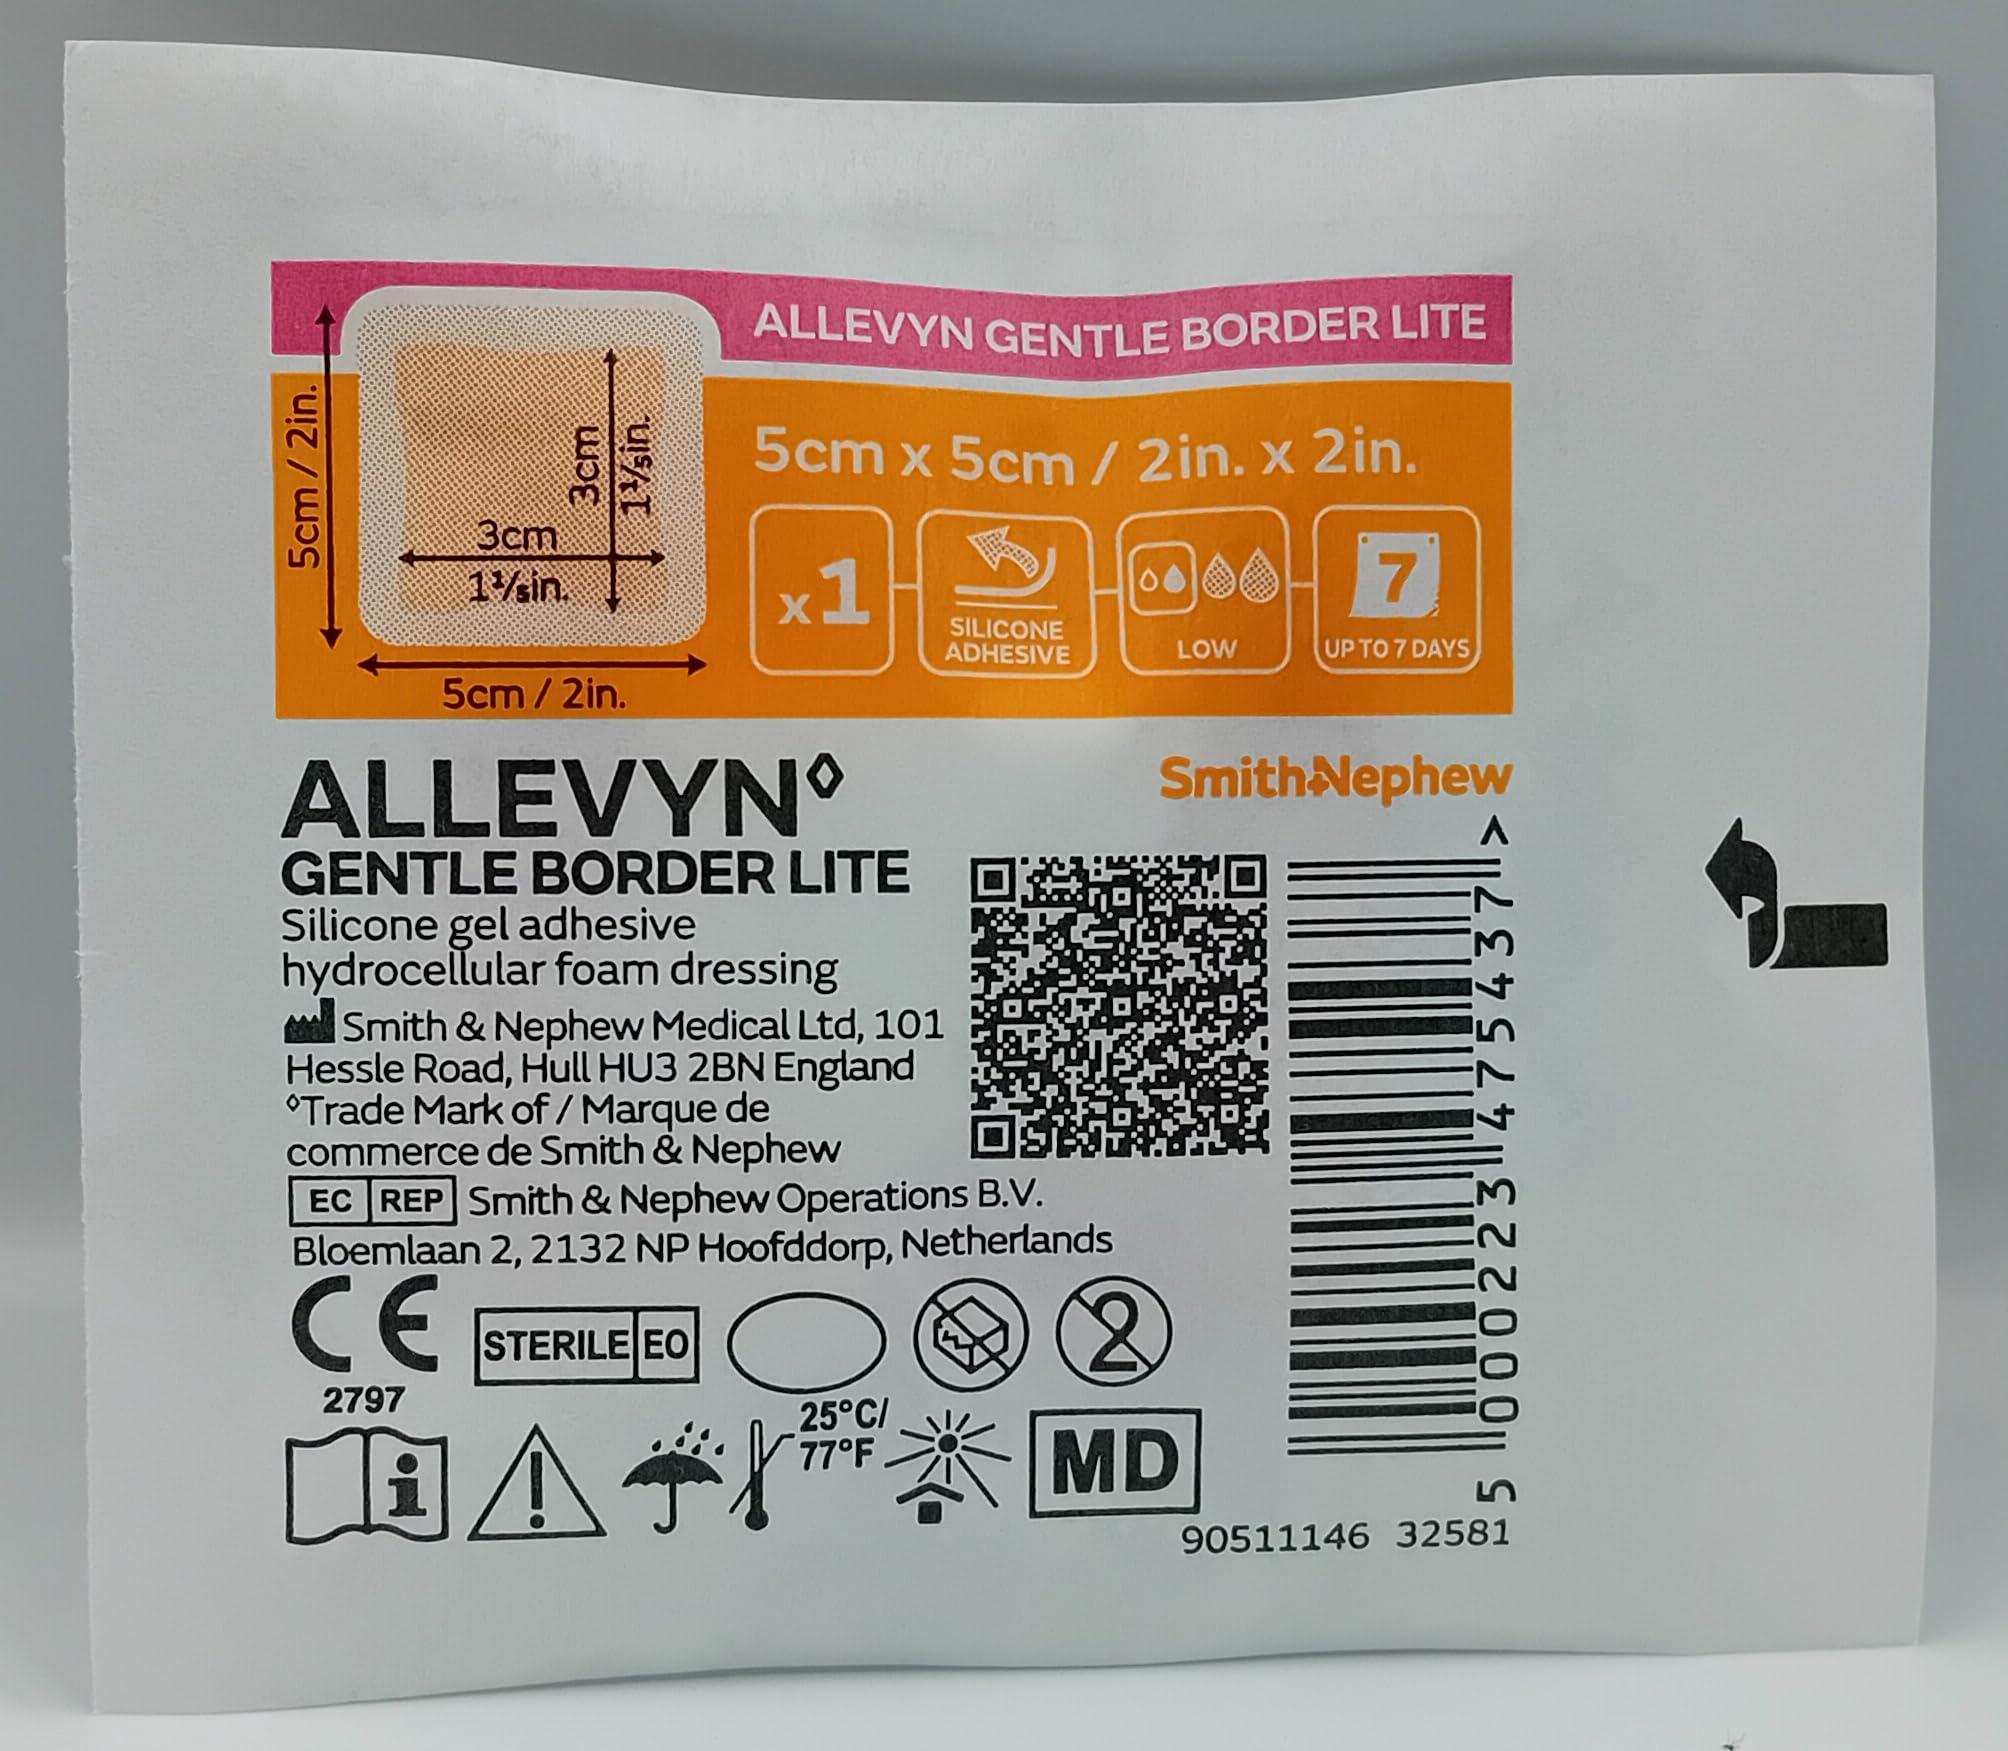 ALLEVYN GENTLE BORDER LITE
5cm / 2in.
3cm
1⅕in.
3cm
1⅕in.
5cm / 2in.
5cm x 5cm / 2in. x 2in.
x1
SILICONE
ADHESIVE
LOW
7
UP TO 7 DAYS
ALLEVYN◊
Smith+Nephew
GENTLE BORDER LITE
Silicone gel adhesive
hydrocellular foam dressing
Smith & Nephew Medical Ltd, 101
Hessle Road, Hull HU3 2BN England
◊Trade Mark of / Marque de
commerce de Smith & Nephew
EC REP Smith & Nephew Operations B.V.
Bloemlaan 2, 2132 NP Hoofddorp, Netherlands
CE
2797
STERILE EO
2
i
!
25°C/
77°F
MD
5 000223 475437 >
90511146 32581